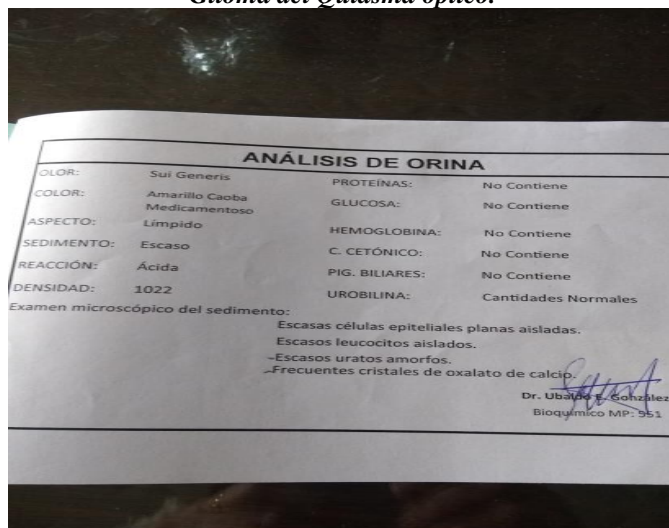 Glioma del Quiasma óptico.
ANÁLISIS DE ORINA
OLOR: Sui Generis
COLOR: Amarillo Caoba
Medicamentoso
ASPECTO: Límpido
SEDIMENTO: Escaso
REACCIÓN: Ácida
DENSIDAD: 1022
PROTEÍNAS: No Contiene
GLUCOSA: No Contiene
HEMOGLOBINA: No Contiene
C. CETÓNICO: No Contiene
PIG. BILIARES: No Contiene
UROBILINA: Cantidades Normales
Examen microscópico del sedimento:
Escasas células epiteliales planas aisladas.
Escasos leucocitos aislados.
-Escasos uratos amorfos.
-Frecuentes cristales de oxalato de calcio.
Dr. Ubaldo E. González
Bioquímico MP: 951